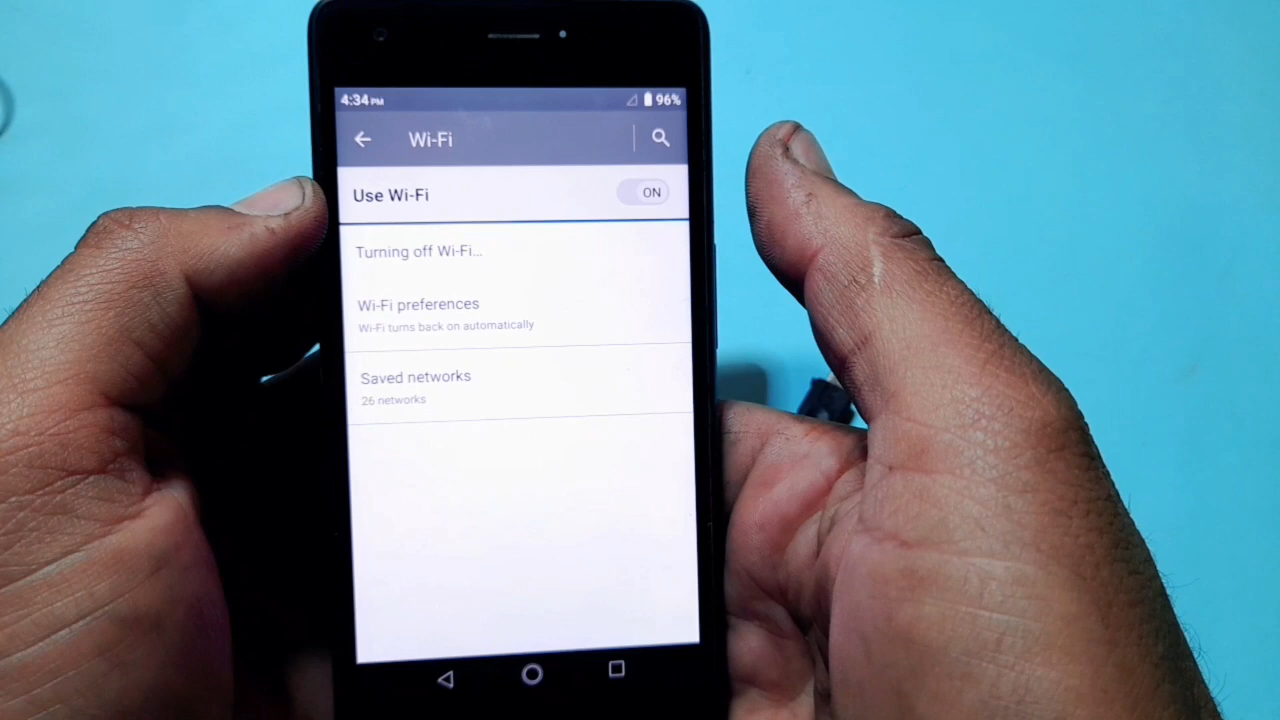 4:34 PM 96%
Wi-Fi
Use Wi-Fi ON
Turning off Wi-Fi...
Wi-Fi preferences
Wi-Fi turns back on automatically
Saved networks
26 networks